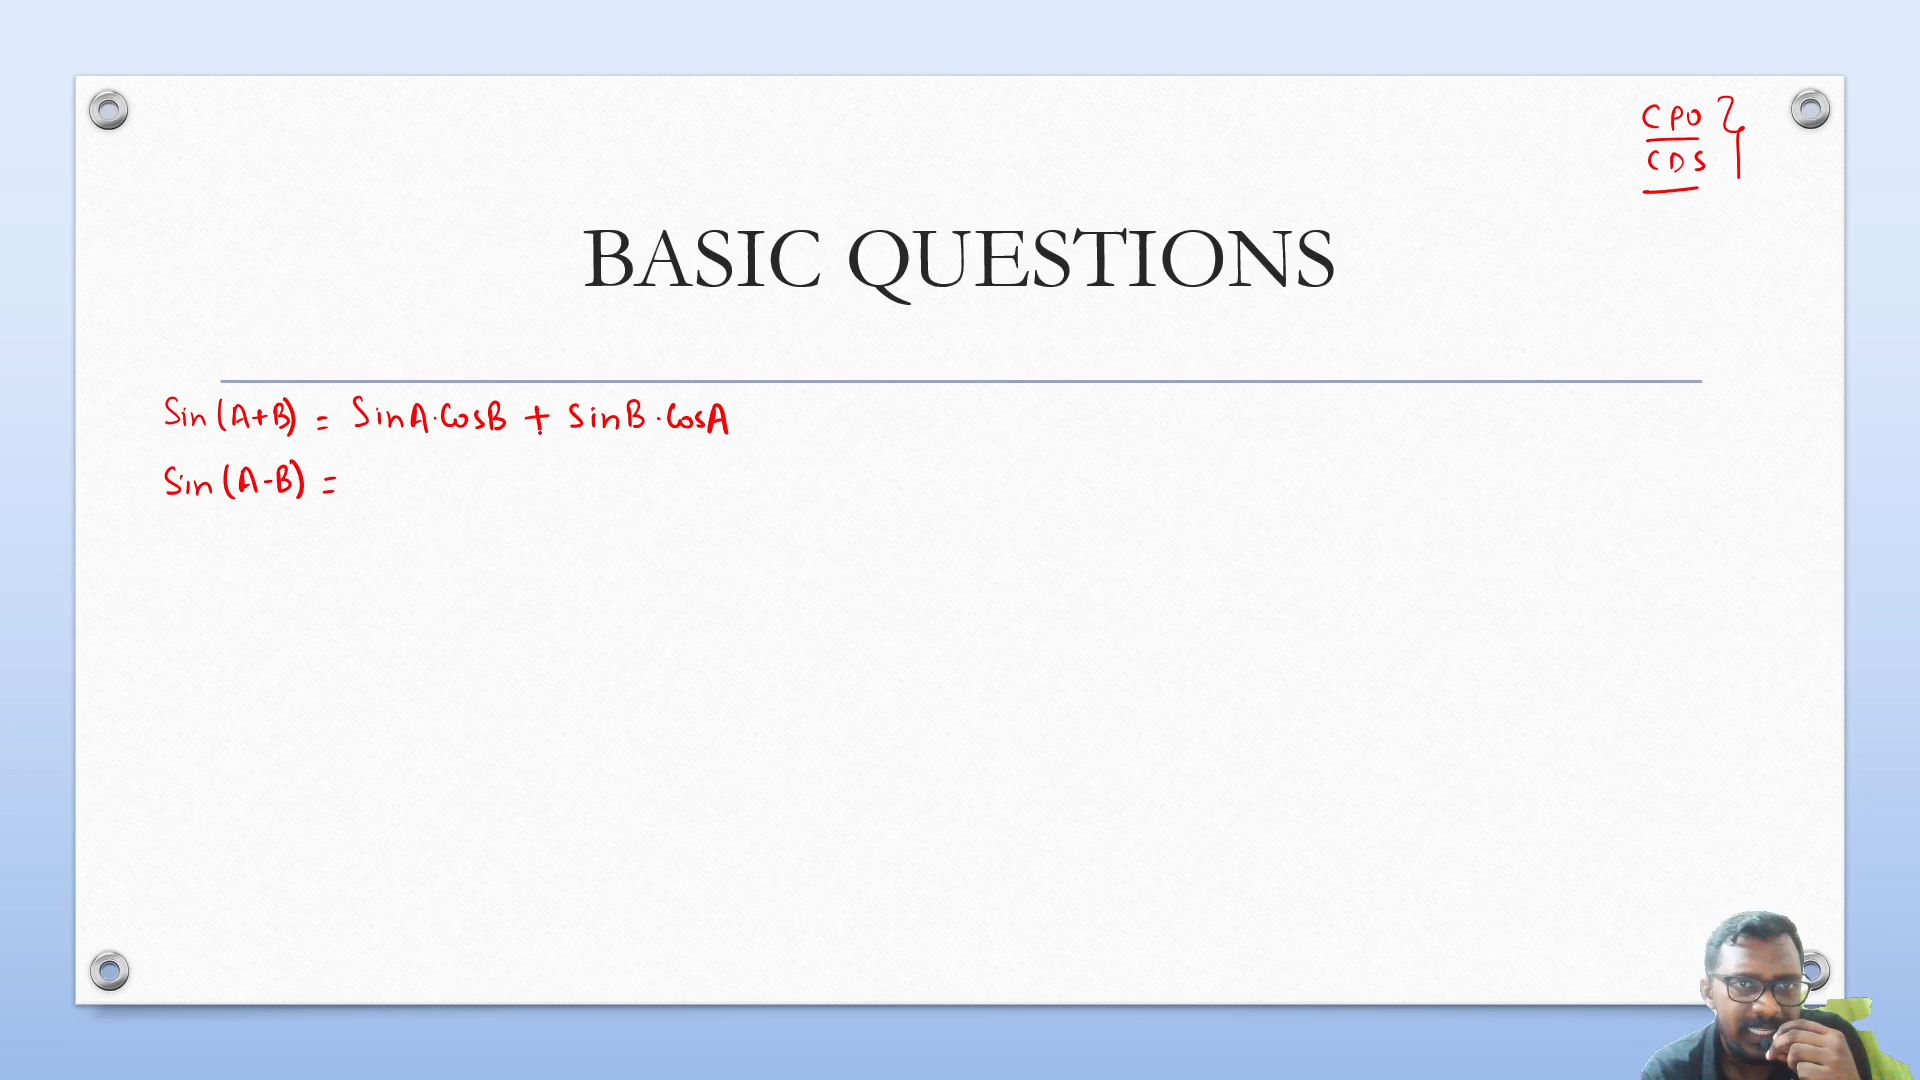 CPO
CDS
BASIC QUESTIONS
Sin (A+B) = SinA·CosB + SinB·CosA
Sin (A-B) =